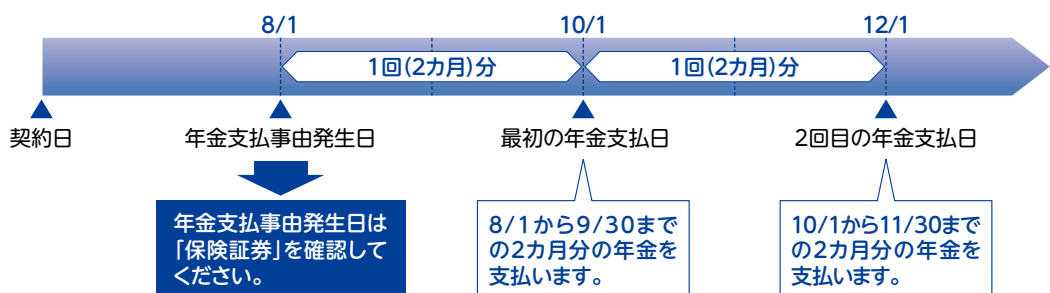 8/1
10/1
12/1
1回(2カ月)分
1回(2カ月)分
契約日
年金支払事由発生日
最初の年金支払日
2回目の年金支払日
年金支払事由発生日は
「保険証券」を確認して
ください。
8/1から9/30まで
の2カ月分の年金を
支払います。
10/1から11/30まで
の2カ月分の年金を
支払います。